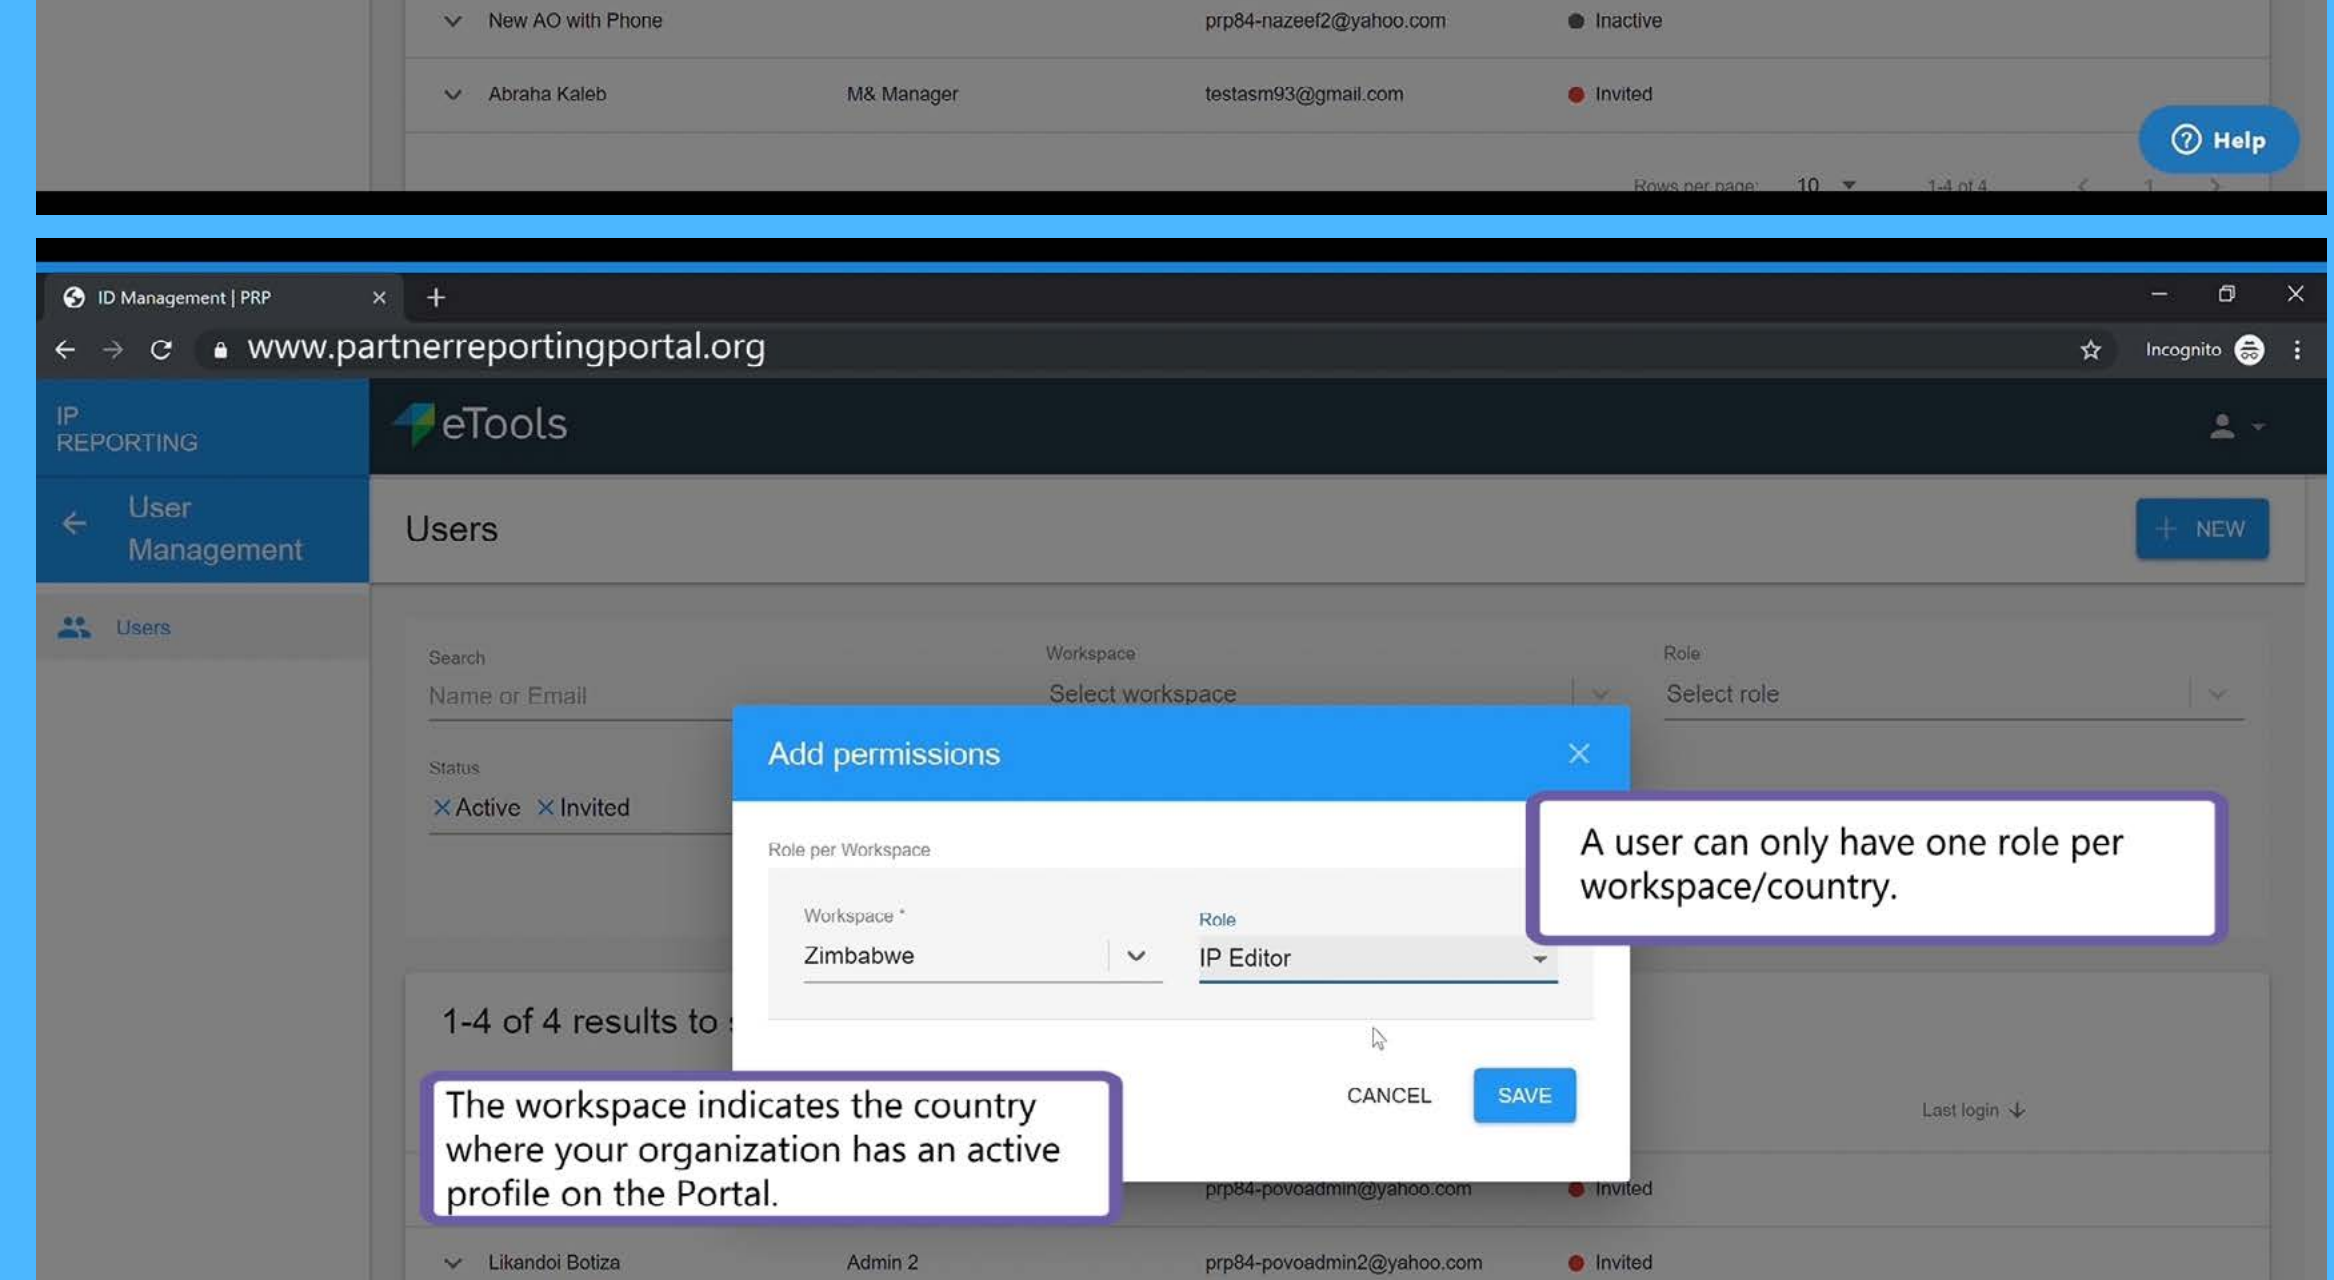 New AO with Phone prp84-nazeef2@yahoo.com Inactive
Abraha Kaleb M& Manager testasm93@gmail.com Invited
Help
Rows per page: 10 1-4 of 4 1
ID Management | PRP
www.partnerreportingportal.org Incognito
IP
REPORTING
eTools
User
Management
Users
NEW
Users
Search
Name or Email
Workspace
Select workspace
Role
Select role
Status
Active Invited
Add permissions
Role per Workspace
Workspace *
Zimbabwe
Role
IP Editor
A user can only have one role per
workspace/country.
CANCEL SAVE
1-4 of 4 results to
The workspace indicates the country
where your organization has an active
profile on the Portal.
Last login
prp84-povoadmin@yahoo.com Invited
Likandoi Botiza Admin 2 prp84-povoadmin2@yahoo.com Invited